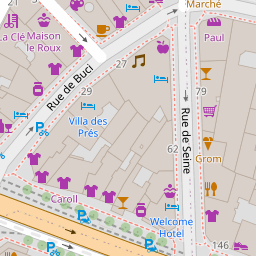 Marché
51
La Clé
Maison
le Roux
Paul
27
Rue de Buci
79
29
Villa des
Prés
Rue de Seine
62
Grom
Caroll
Welcome
Hotel
146